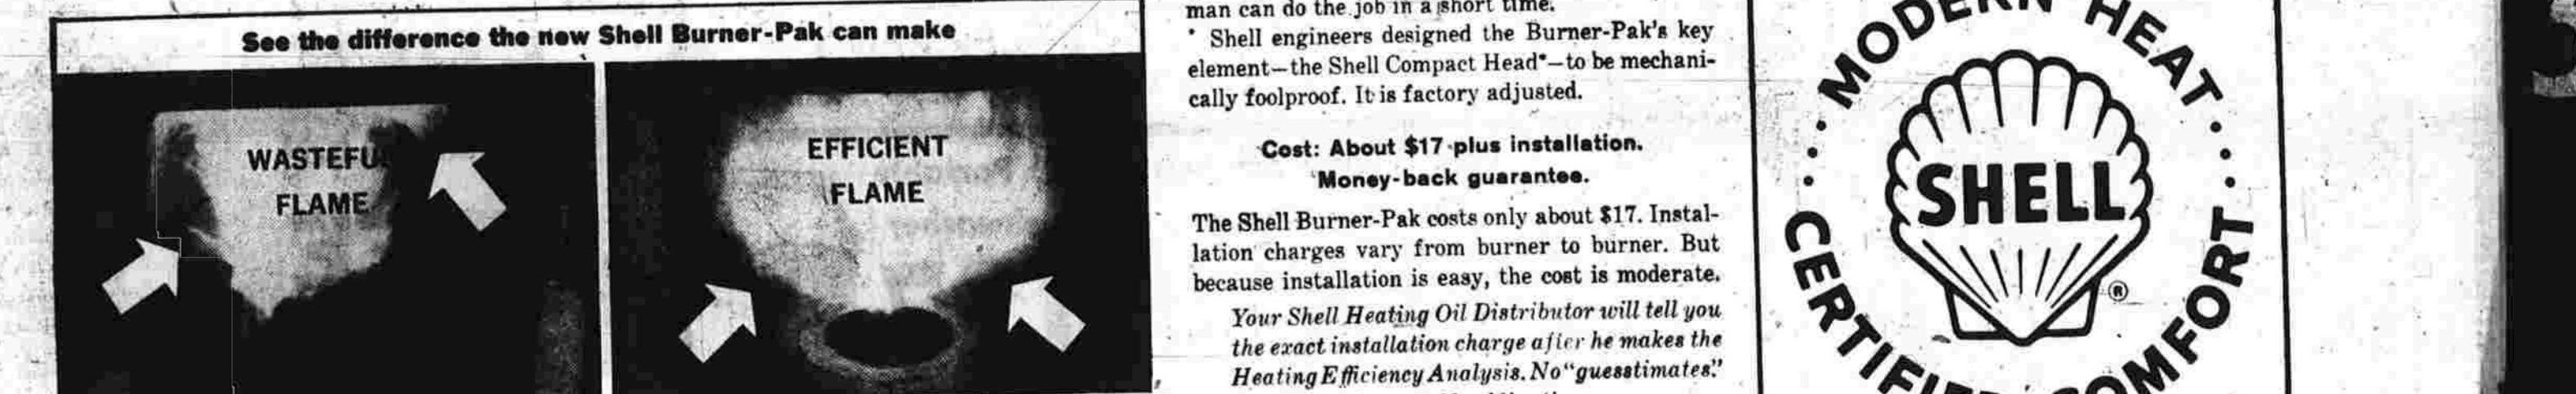 See the difference the new Shell Burner-Pak can make
WASTEFUL
FLAME
EFFICIENT
FLAME
man can do the job in a short time.
Shell engineers designed the Burner-Pak's key
element—the Shell Compact Head*—to be mechani-
cally foolproof. It is factory adjusted.
Cost: About $17 plus installation.
Money-back guarantee.
The Shell Burner-Pak costs only about $17. Instal-
lation charges vary from burner to burner. But
because installation is easy, the cost is moderate.
Your Shell Heating Oil Distributor will tell you
the exact installation charge after he makes the
Heating Efficiency Analysis. No "guesstimates."
MODERN HEAT
SHELL
®
CERTIFIED COMFORT